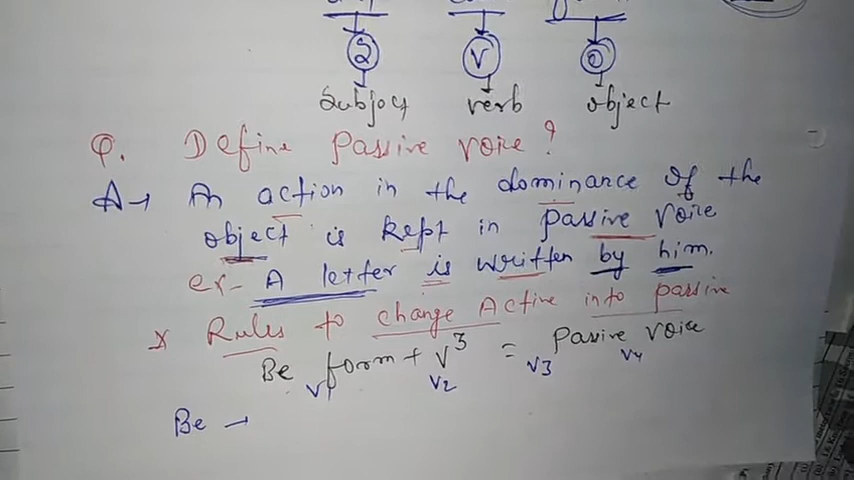 S V O
Subject verb object
Q. Define Passive voice?
A→ An action in the dominance of the
object is kept in passive voice
ex- A letter is written by him.
* Rules to change Active into passive
Be form + V³ = Passive voice
V1 V2 V3 V4
Be →